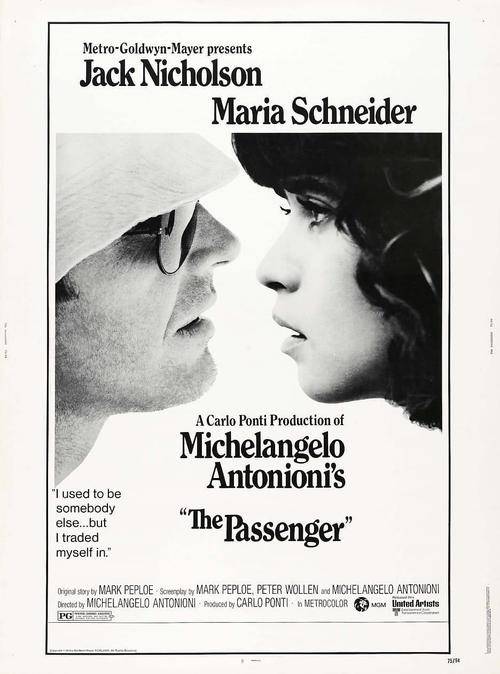 Metro-Goldwyn-Mayer presents
Jack Nicholson
Maria Schneider
A Carlo Ponti Production of
Michelangelo
Antonioni's
"The Passenger"
"I used to be
somebody
else...but
I traded
myself in."
Original story by MARK PEPLOE · Screenplay by MARK PEPLOE, PETER WOLLEN and MICHELANGELO ANTONIONI
Directed by MICHELANGELO ANTONIONI · Produced by CARLO PONTI · In METROCOLOR MGM United Artists
PG
75/94